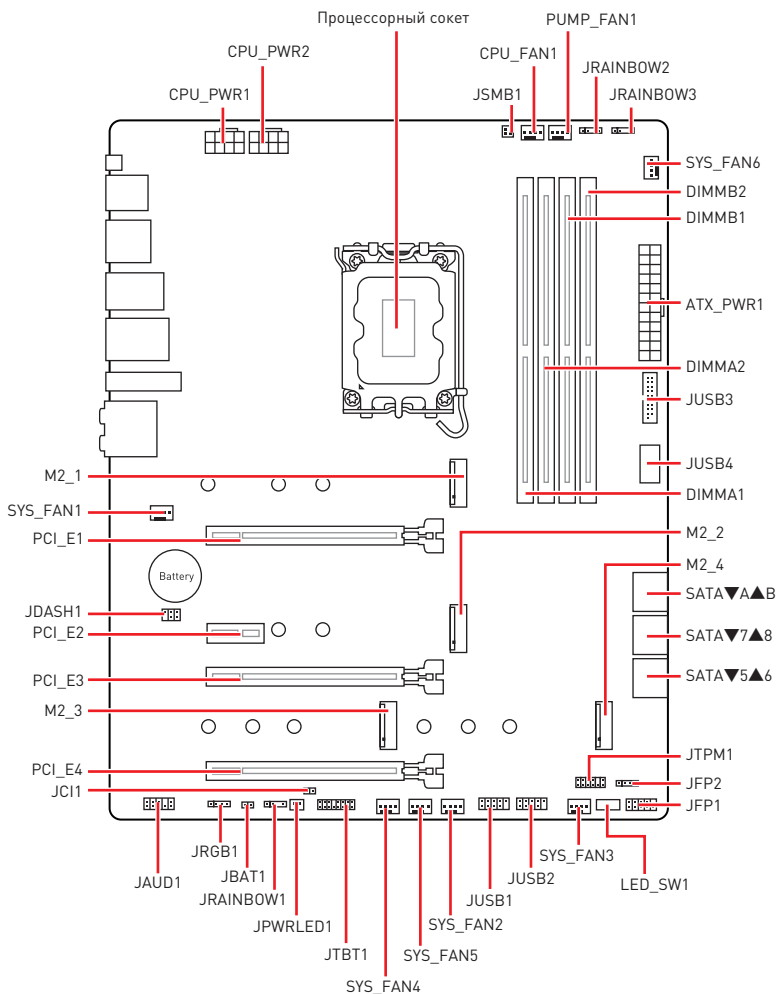 Процессорный сокет
PUMP_FAN1
CPU_PWR2
CPU_FAN1
JRAINBOW2
CPU_PWR1
JSMB1
JRAINBOW3
SYS_FAN6
DIMMB2
DIMMB1
ATX_PWR1
DIMMA2
JUSB3
M2_1
JUSB4
DIMMA1
SYS_FAN1
PCI_E1
M2_2
M2_4
Battery
SATA▼A▲B
JDASH1
PCI_E2
SATA▼7▲8
PCI_E3
SATA▼5▲6
M2_3
JTPM1
PCI_E4
JFP2
JCI1
JFP1
JRGB1
SYS_FAN3
JAUD1
JBAT1
JUSB2
LED_SW1
JRAINBOW1
JUSB1
JPWRLED1
SYS_FAN2
JTBT1
SYS_FAN5
SYS_FAN4